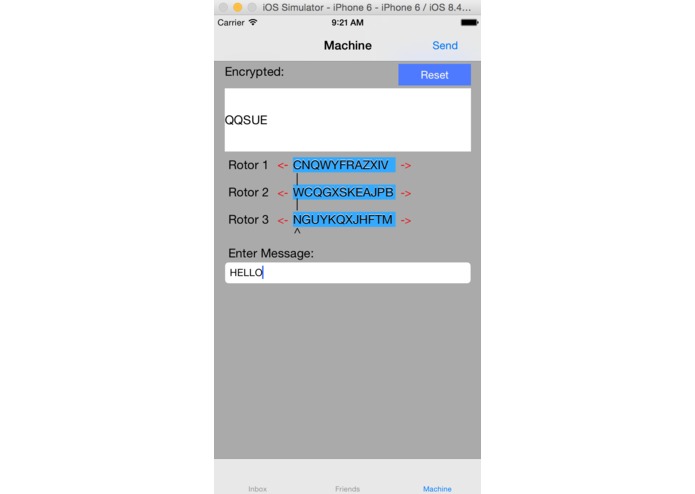 iOS Simulator - iPhone 6 - iPhone 6 / iOS 8.4...
Carrier 9:21 AM
Machine Send
Encrypted: Reset
QQSUE
Rotor 1 <- CNQWYFRAZXIV ->
|
Rotor 2 <- WCQGXSKEAJPB ->
|
Rotor 3 <- NGUYKQXJHFTM ->
^
Enter Message:
HELLO
Inbox Friends Machine